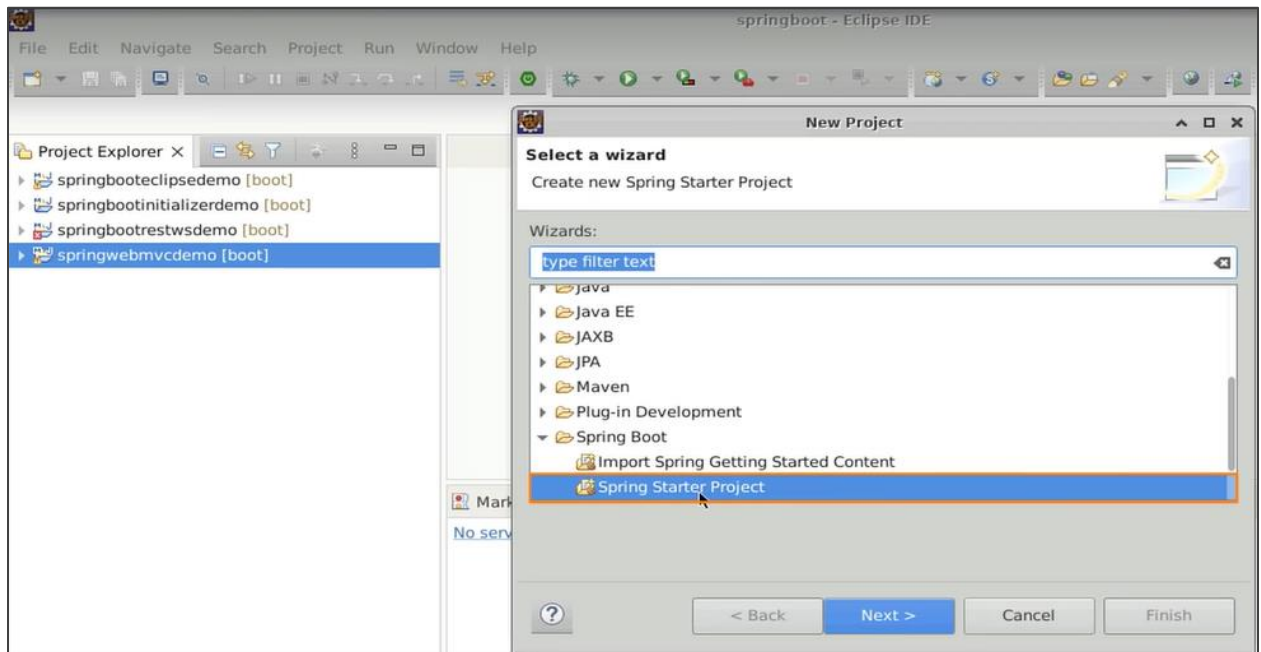 springboot - Eclipse IDE
File Edit Navigate Search Project Run Window Help
New Project
Project Explorer
springbooteclipsedemo [boot]
springbootinitializerdemo [boot]
springbootrestwsdemo [boot]
springwebmvcdemo [boot]
Select a wizard
Create new Spring Starter Project
Wizards:
type filter text
Java
Java EE
JAXB
JPA
Maven
Plug-in Development
Spring Boot
Import Spring Getting Started Content
Spring Starter Project
Mark
No serv
? < Back Next > Cancel Finish